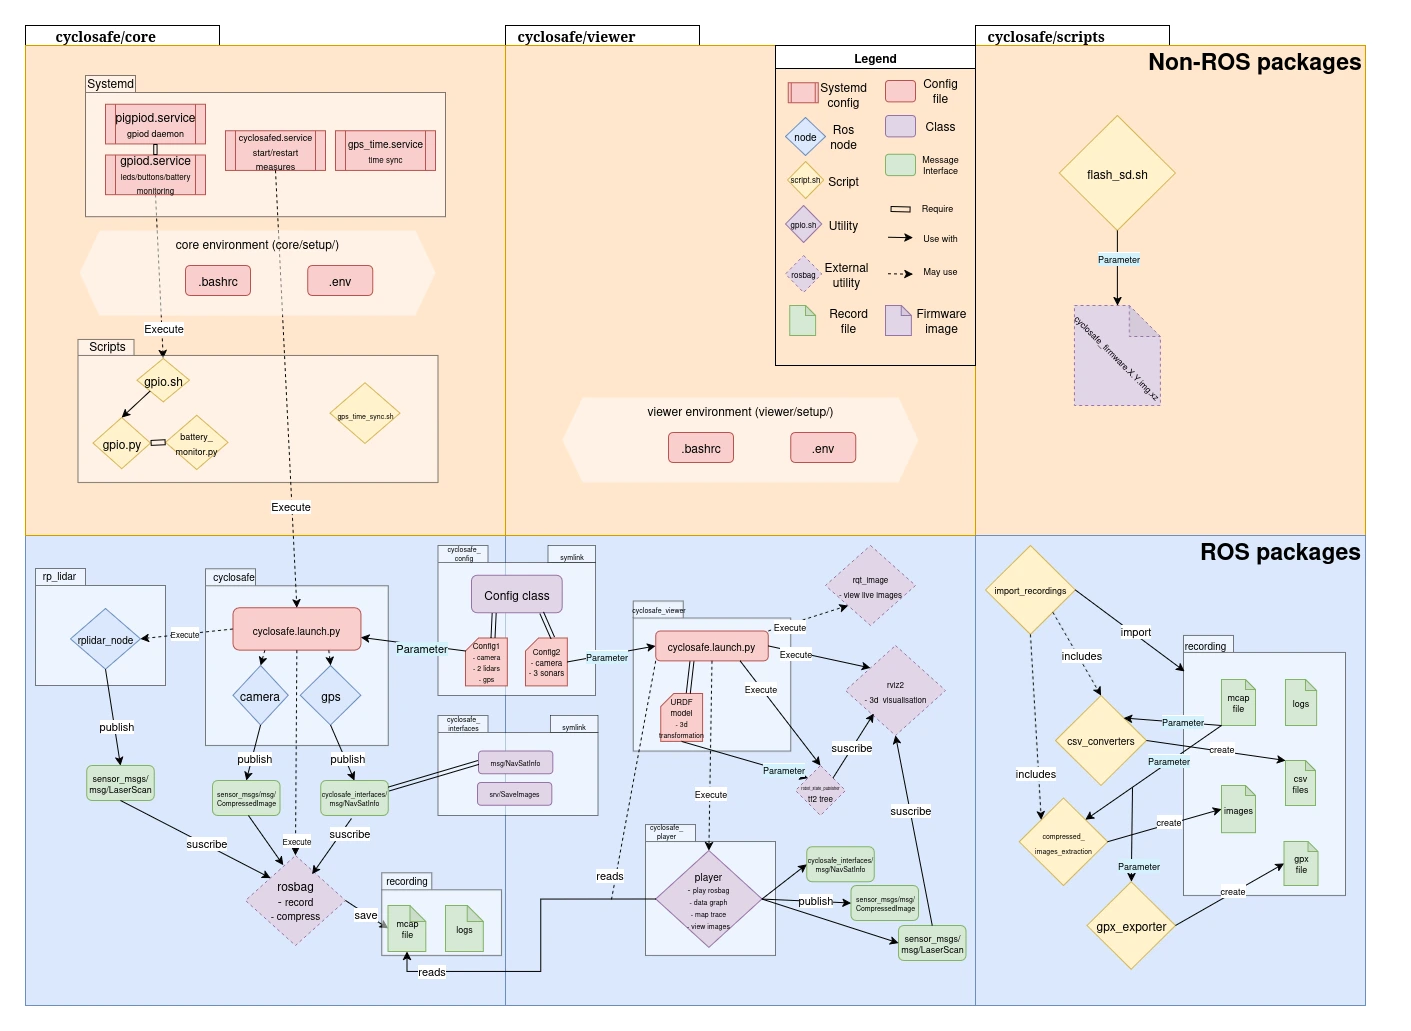 cyclosafe/core
cyclosafe/viewer
cyclosafe/scripts
Non-ROS packages
Systemd
pigpiod.service
gpiod daemon
gpiod.service
leds/buttons/battery
monitoring
cyclosafed.service
start/restart
measures
gps_time.service
time sync
core environment (core/setup/)
.bashrc
.env
Execute
Scripts
gpio.sh
gpio.py
battery_
monitor.py
gps_time_sync.sh
Execute
Legend
Systemd
config
Config
file
node
Ros
node
Class
script.sh
Script
Message
Interface
gpio.sh
Utility
Require
Use with
rosbag
External
utility
May use
Record
file
Firmware
image
viewer environment (viewer/setup/)
.bashrc
.env
flash_sd.sh
Parameter
cyclosafe_firmware.X.Y.img.xz
ROS packages
rp_lidar
rplidar_node
Execute
cyclosafe
cyclosafe.launch.py
camera
gps
publish
publish
publish
sensor_msgs/
msg/LaserScan
sensor_msgs/msg/
CompressedImage
cyclosafe_interfaces/
msg/NavSatInfo
suscribe
Execute
suscribe
rosbag
- record
- compress
save
recording
mcap
file
logs
reads
cyclosafe_
config
symlink
Config class
Config1
- camera
- 2 lidars
- gps
Config2
- camera
- 3 sonars
Parameter
Parameter
cyclosafe_
interfaces
symlink
msg/NavSatInfo
srv/SaveImages
cyclosafe_viewer
cyclosafe.launch.py
URDF
model
- 3d
transformation
Execute
Execute
Execute
rqt_image
view live images
rviz2
- 3d visualisation
suscribe
Parameter
tf2 tree
Execute
reads
cyclosafe_
player
player
- play rosbag
- data graph
- map trace
- view images
publish
cyclosafe_interfaces/
msg/NavSatInfo
sensor_msgs/msg/
CompressedImage
sensor_msgs/
msg/LaserScan
suscribe
import_recordings
import
includes
includes
csv_converters
compressed_
images_extraction
gpx_exporter
Parameter
Parameter
Parameter
create
create
create
recording
mcap
file
logs
csv
files
images
gpx
file